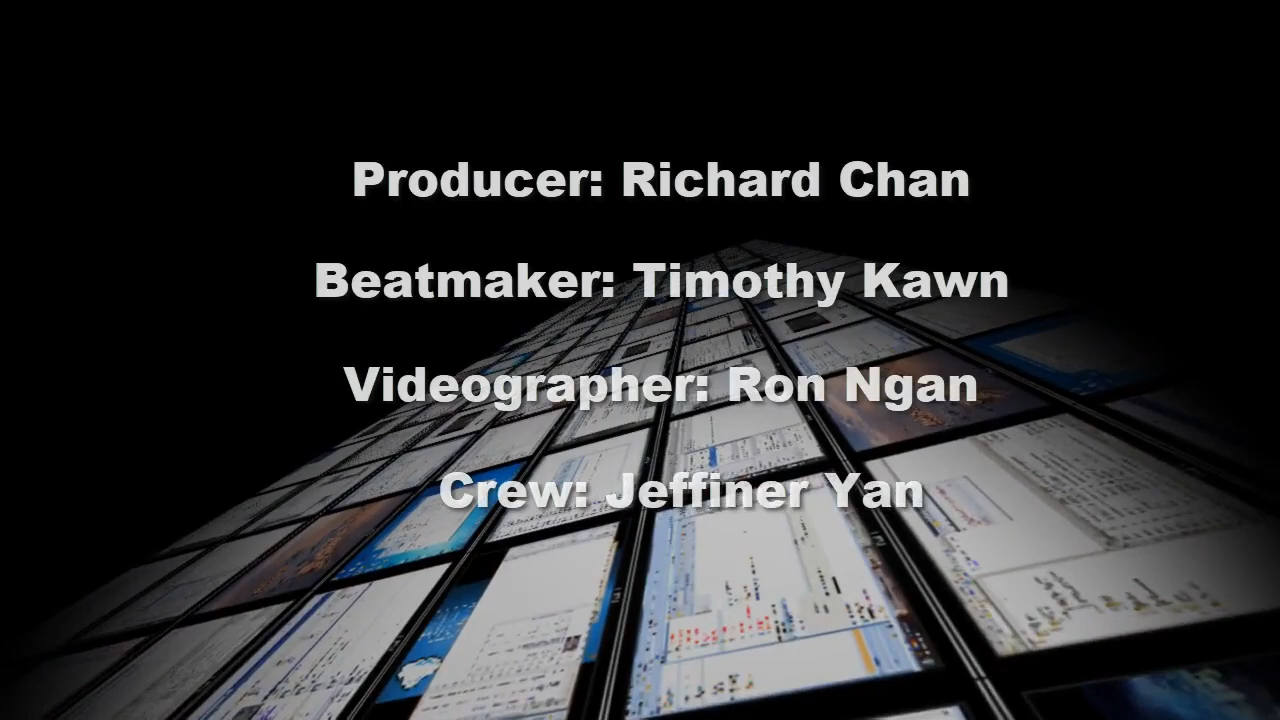 Producer: Richard Chan
Beatmaker: Timothy Kawn
Videographer: Ron Ngan
Crew: Jeffiner Yan